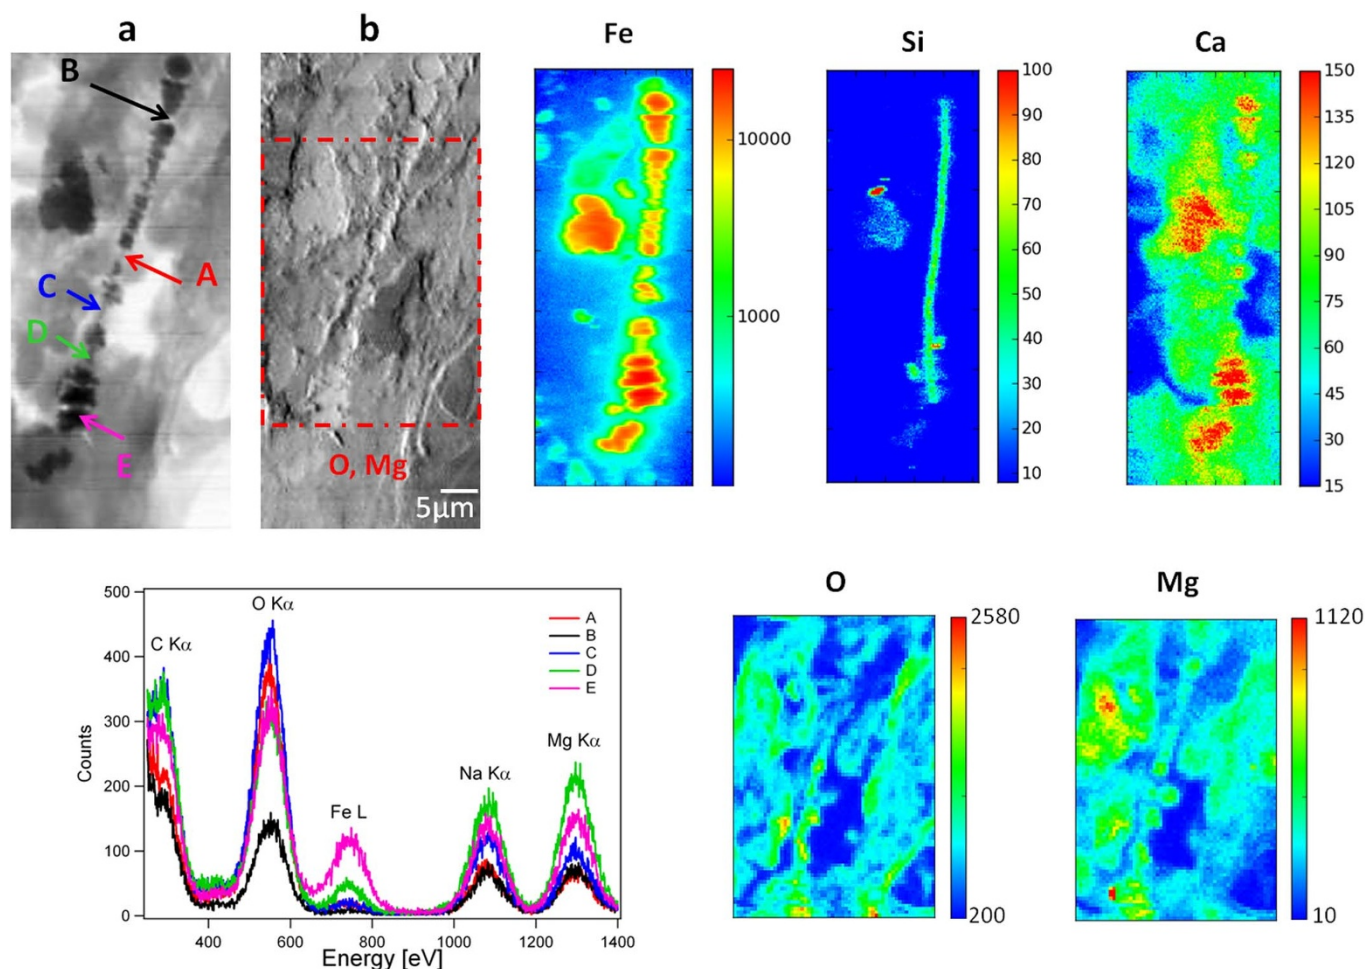 a b Fe Si Ca
B
A
C
D
E
O, Mg
5μm
10000
1000
100
90
80
70
60
50
40
30
20
10
150
135
120
105
90
75
60
45
30
15
O Mg
2580
200
1120
10
500
400
300
200
100
0
Counts
C Kα
O Kα
Fe L
Na Kα
Mg Kα
A
B
C
D
E
400 600 800 1000 1200 1400
Energy [eV]